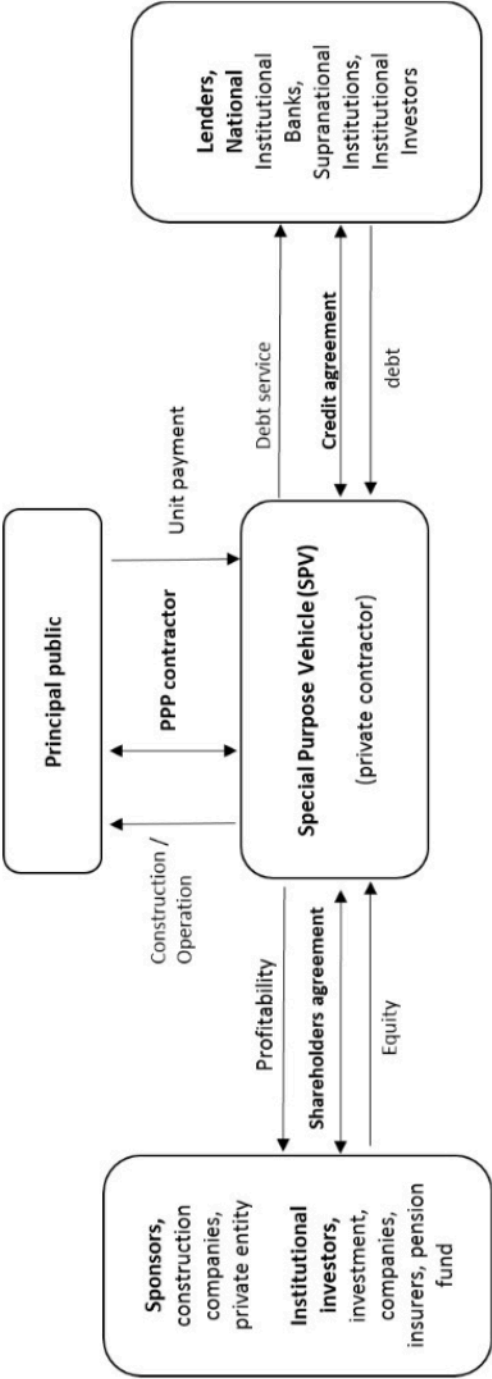 Principal public
Construction /
Operation
PPP contractor
Unit payment
Sponsors,
construction
companies,
private entity
Institutional
investors,
investment,
companies,
insurers, pension
fund
Profitability
Shareholders agreement
Equity
Special Purpose Vehicle (SPV)
(private contractor)
Debt service
Credit agreement
debt
Lenders,
National
Institutional
Banks,
Supranational
Institutions,
Institutional
Investors